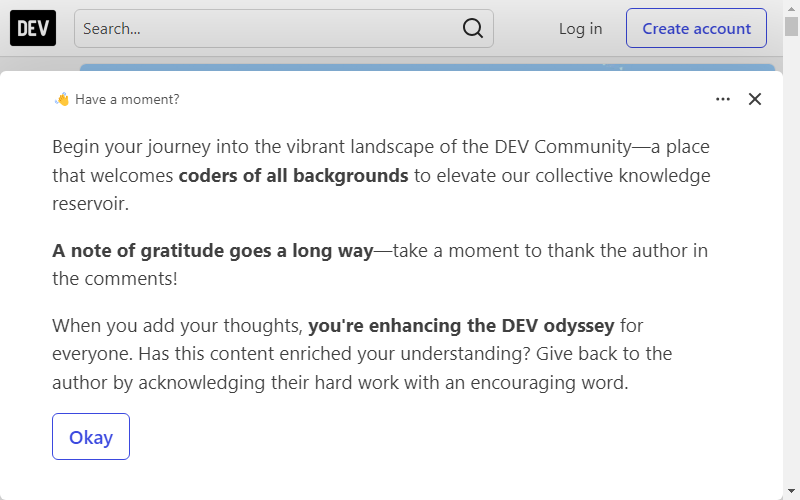 DEV
Search...
Log in
Create account
👋 Have a moment?
Begin your journey into the vibrant landscape of the DEV Community—a place
that welcomes coders of all backgrounds to elevate our collective knowledge
reservoir.
A note of gratitude goes a long way—take a moment to thank the author in
the comments!
When you add your thoughts, you're enhancing the DEV odyssey for
everyone. Has this content enriched your understanding? Give back to the
author by acknowledging their hard work with an encouraging word.
Okay